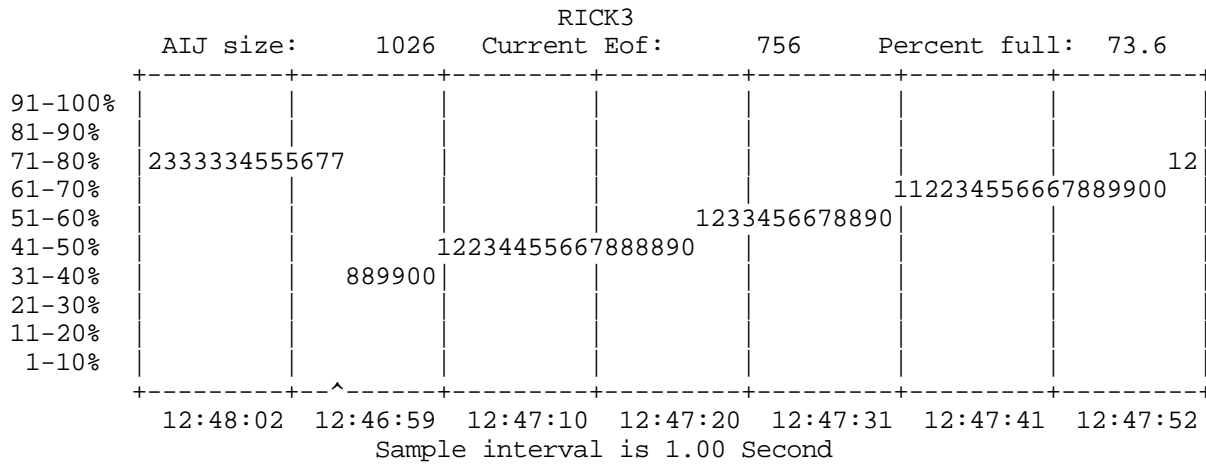 RICK3
AIJ size: 1026 Current Eof: 756 Percent full: 73.6
+---------+---------+---------+---------+---------+---------+---------+
91-100% | | | | | | | |
81-90% | | | | | | | |
71-80% |2333334555677 | | | | | 12|
61-70% | | | | | 112234556667889900 |
51-60% | | | | 1233456678890| | |
41-50% | | 12234455667888890 | | | |
31-40% | | 889900| | | | | |
21-30% | | | | | | | |
11-20% | | | | | | | |
1-10% | | | | | | | |
+---------+--^------+---------+---------+---------+---------+---------+
12:48:02 12:46:59 12:47:10 12:47:20 12:47:31 12:47:41 12:47:52
Sample interval is 1.00 Second